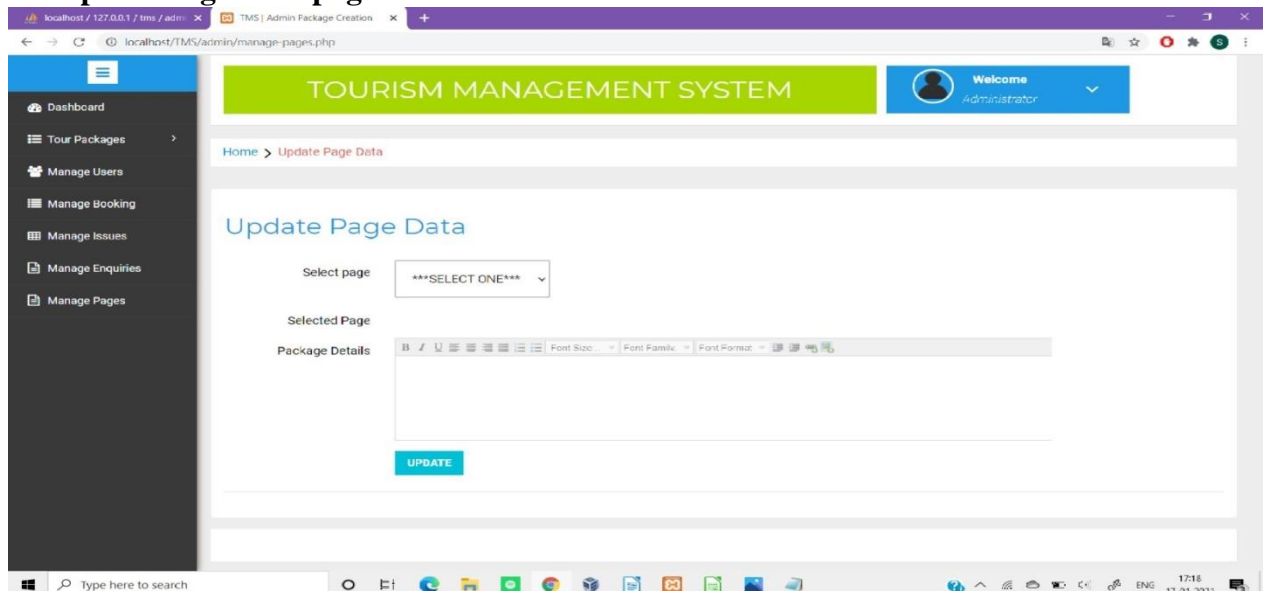 localhost / 127.0.0.1 / tms / adm
TMS | Admin Package Creation
localhost/TMS/admin/manage-pages.php
S
TOURISM MANAGEMENT SYSTEM
Welcome
Administrator
Dashboard
Tour Packages
Manage Users
Manage Booking
Manage Issues
Manage Enquiries
Manage Pages
Home > Update Page Data
Update Page Data
Select page
***SELECT ONE***
Selected Page
Package Details
B I U Font Size... Font Family. Font Format
UPDATE
Type here to search
ENG
17:18